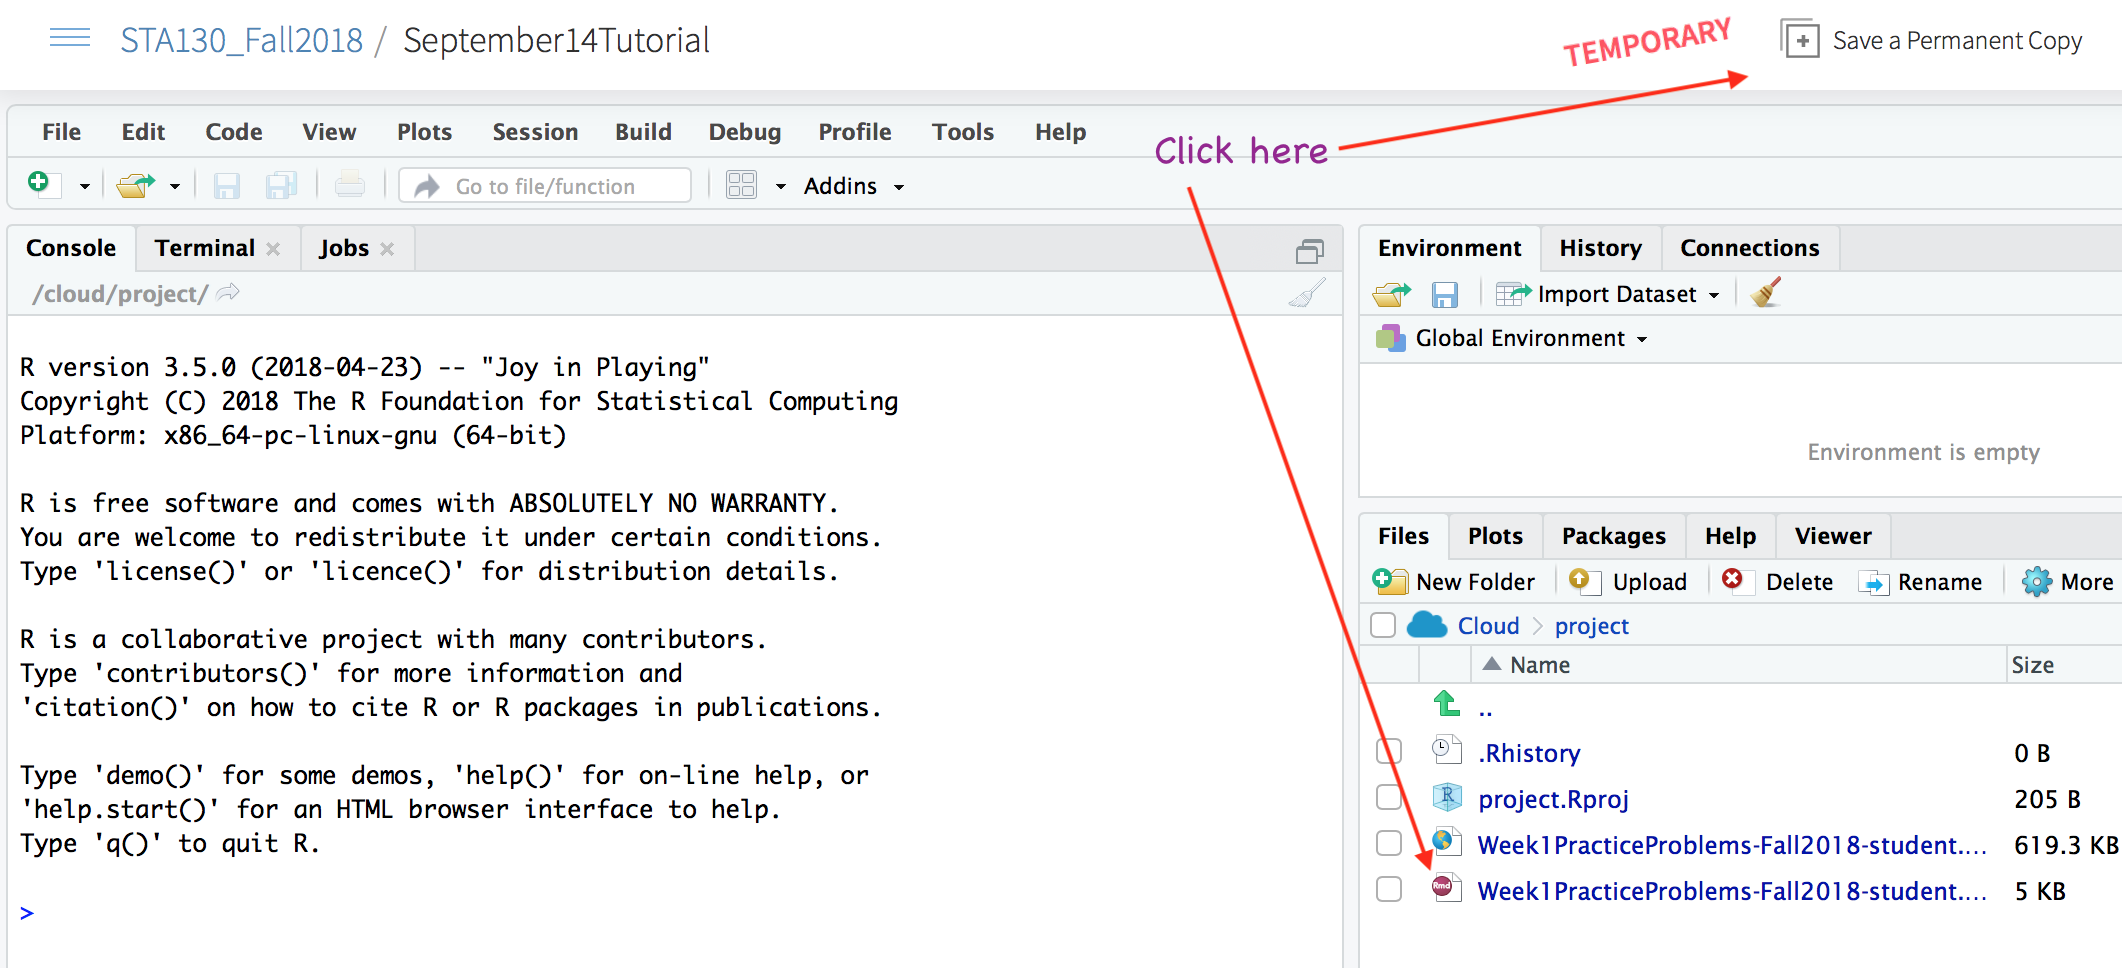 STA130_Fall2018 / September14Tutorial
TEMPORARY
Save a Permanent Copy
File Edit Code View Plots Session Build Debug Profile Tools Help
Click here
Go to file/function
Addins
Console Terminal Jobs
/cloud/project/
R version 3.5.0 (2018-04-23) -- "Joy in Playing"
Copyright (C) 2018 The R Foundation for Statistical Computing
Platform: x86_64-pc-linux-gnu (64-bit)
R is free software and comes with ABSOLUTELY NO WARRANTY.
You are welcome to redistribute it under certain conditions.
Type 'license()' or 'licence()' for distribution details.
R is a collaborative project with many contributors.
Type 'contributors()' for more information and
'citation()' on how to cite R or R packages in publications.
Type 'demo()' for some demos, 'help()' for on-line help, or
'help.start()' for an HTML browser interface to help.
Type 'q()' to quit R.
>
Environment History Connections
Import Dataset
Global Environment
Environment is empty
Files Plots Packages Help Viewer
New Folder Upload Delete Rename More
Cloud > project
Name Size
..
.Rhistory 0 B
R project.Rproj 205 B
Week1PracticeProblems-Fall2018-student.... 619.3 KB
Rmd Week1PracticeProblems-Fall2018-student.... 5 KB